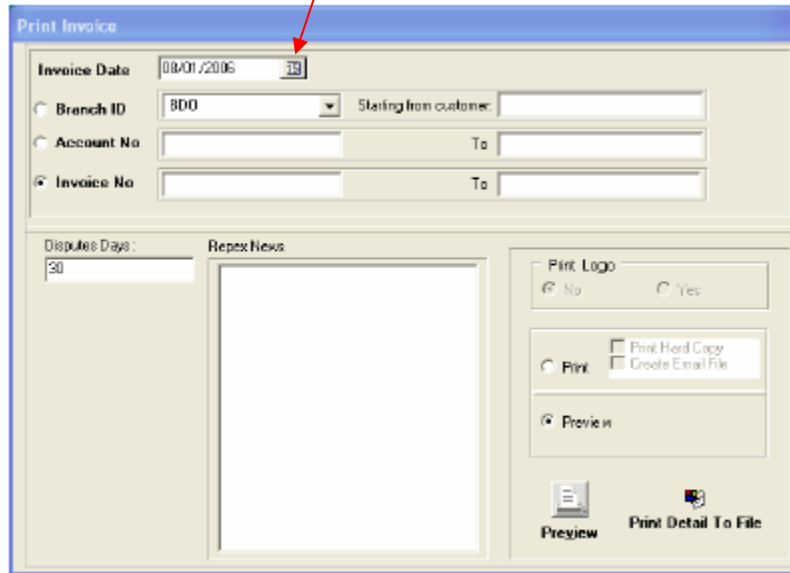 Print Invoice
Invoice Date 08/01/2006 15
Branch ID BDO Starting from customer:
Account No To
Invoice No To
Disputes Days : Repex News
30
Print Logo
No Yes
Print Hard Copy
Print Create Email File
Preview
Preview Print Detail To File